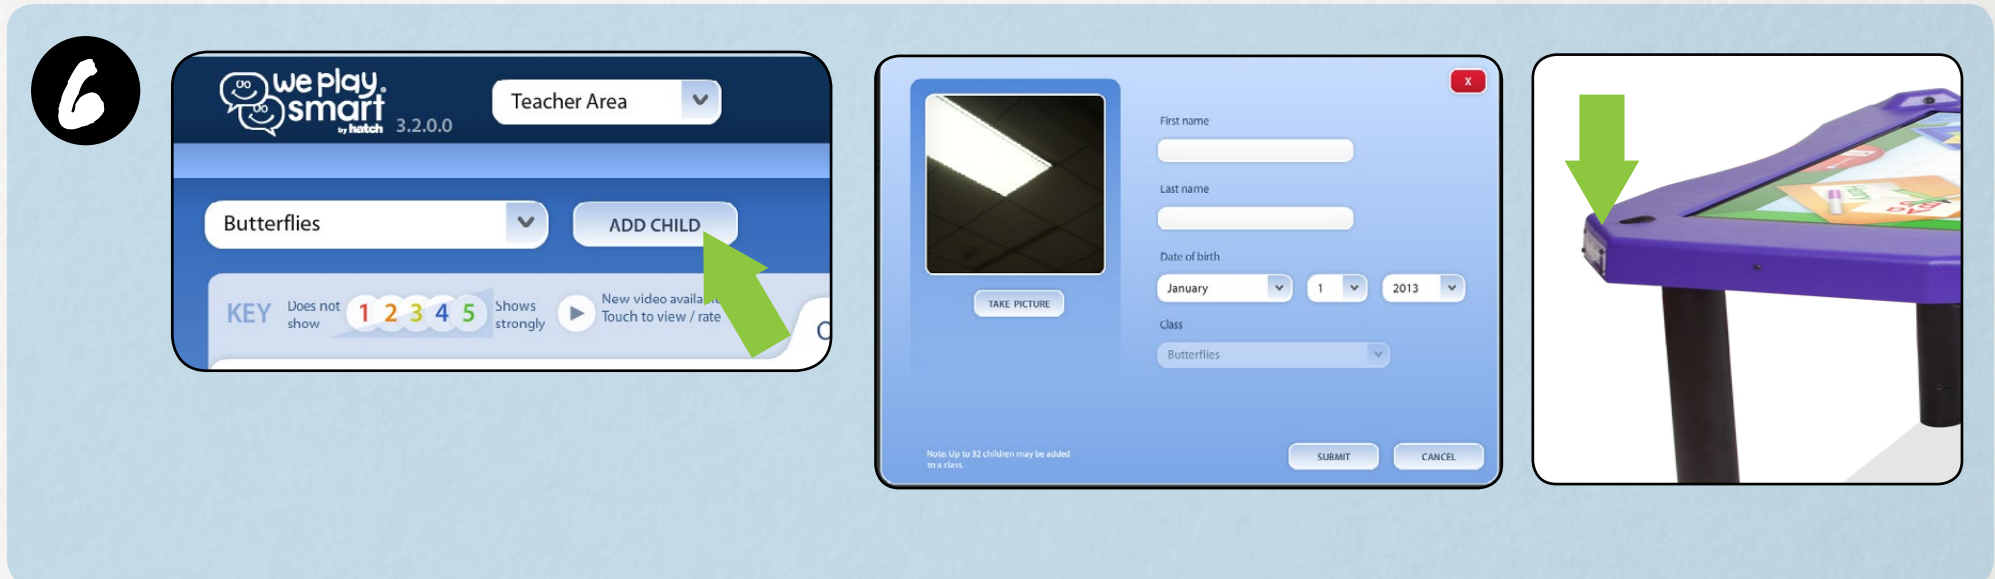 6
we play.
smart
by hatch 3.2.0.0
Teacher Area
Butterflies
ADD CHILD
KEY
Does not
show
1 2 3 4 5
Shows
strongly
New video
Touch to view / rate
TAKE PICTURE
Note: Up to 32 children may be added
to a class.
X
First name
Last name
Date of birth
January 1 2013
Class
Butterflies
SUBMIT CANCEL